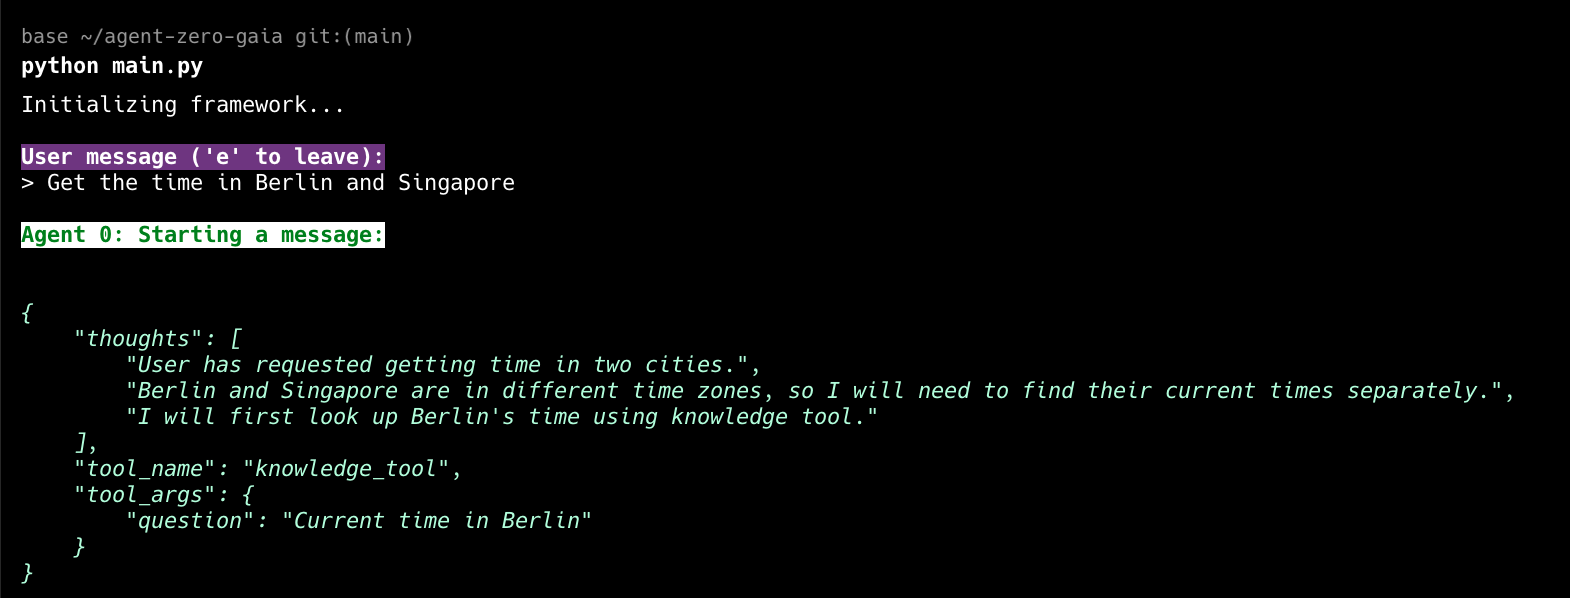 base ~/agent-zero-gaia git:(main)
python main.py
Initializing framework...
User message ('e' to leave):
> Get the time in Berlin and Singapore
Agent 0: Starting a message:
{
    "thoughts": [
        "User has requested getting time in two cities.",
        "Berlin and Singapore are in different time zones, so I will need to find their current times separately.",
        "I will first look up Berlin's time using knowledge tool."
    ],
    "tool_name": "knowledge_tool",
    "tool_args": {
        "question": "Current time in Berlin"
    }
}